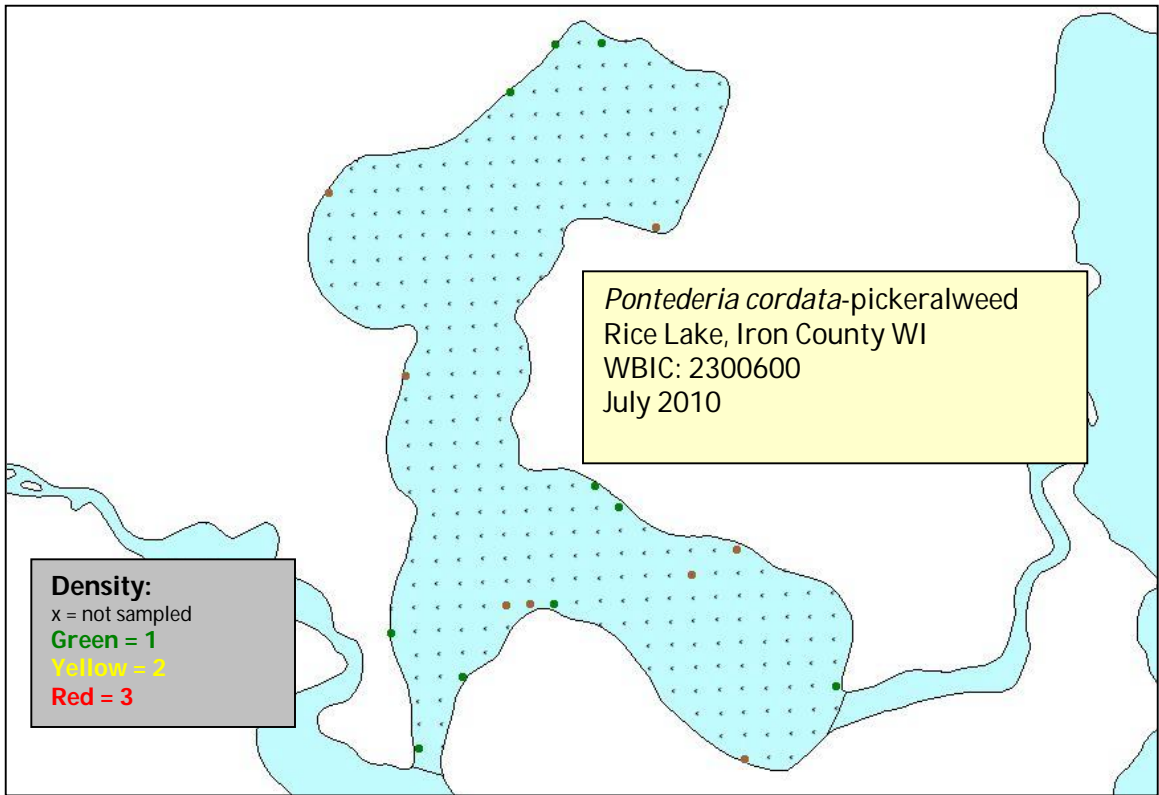 Pontederia cordata-pickeralweed
Rice Lake, Iron County WI
WBIC: 2300600
July 2010
Density:
x = not sampled
Green = 1
Yellow = 2
Red = 3